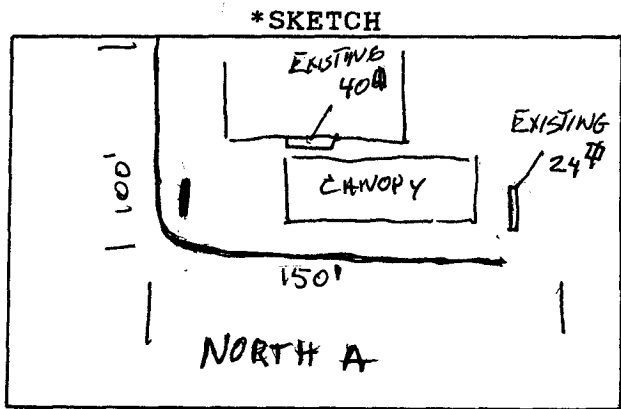 *SKETCH
EXISTING
40 ⏍
EXISTING
24 ⏍
CANOPY
100'
150'
NORTH A